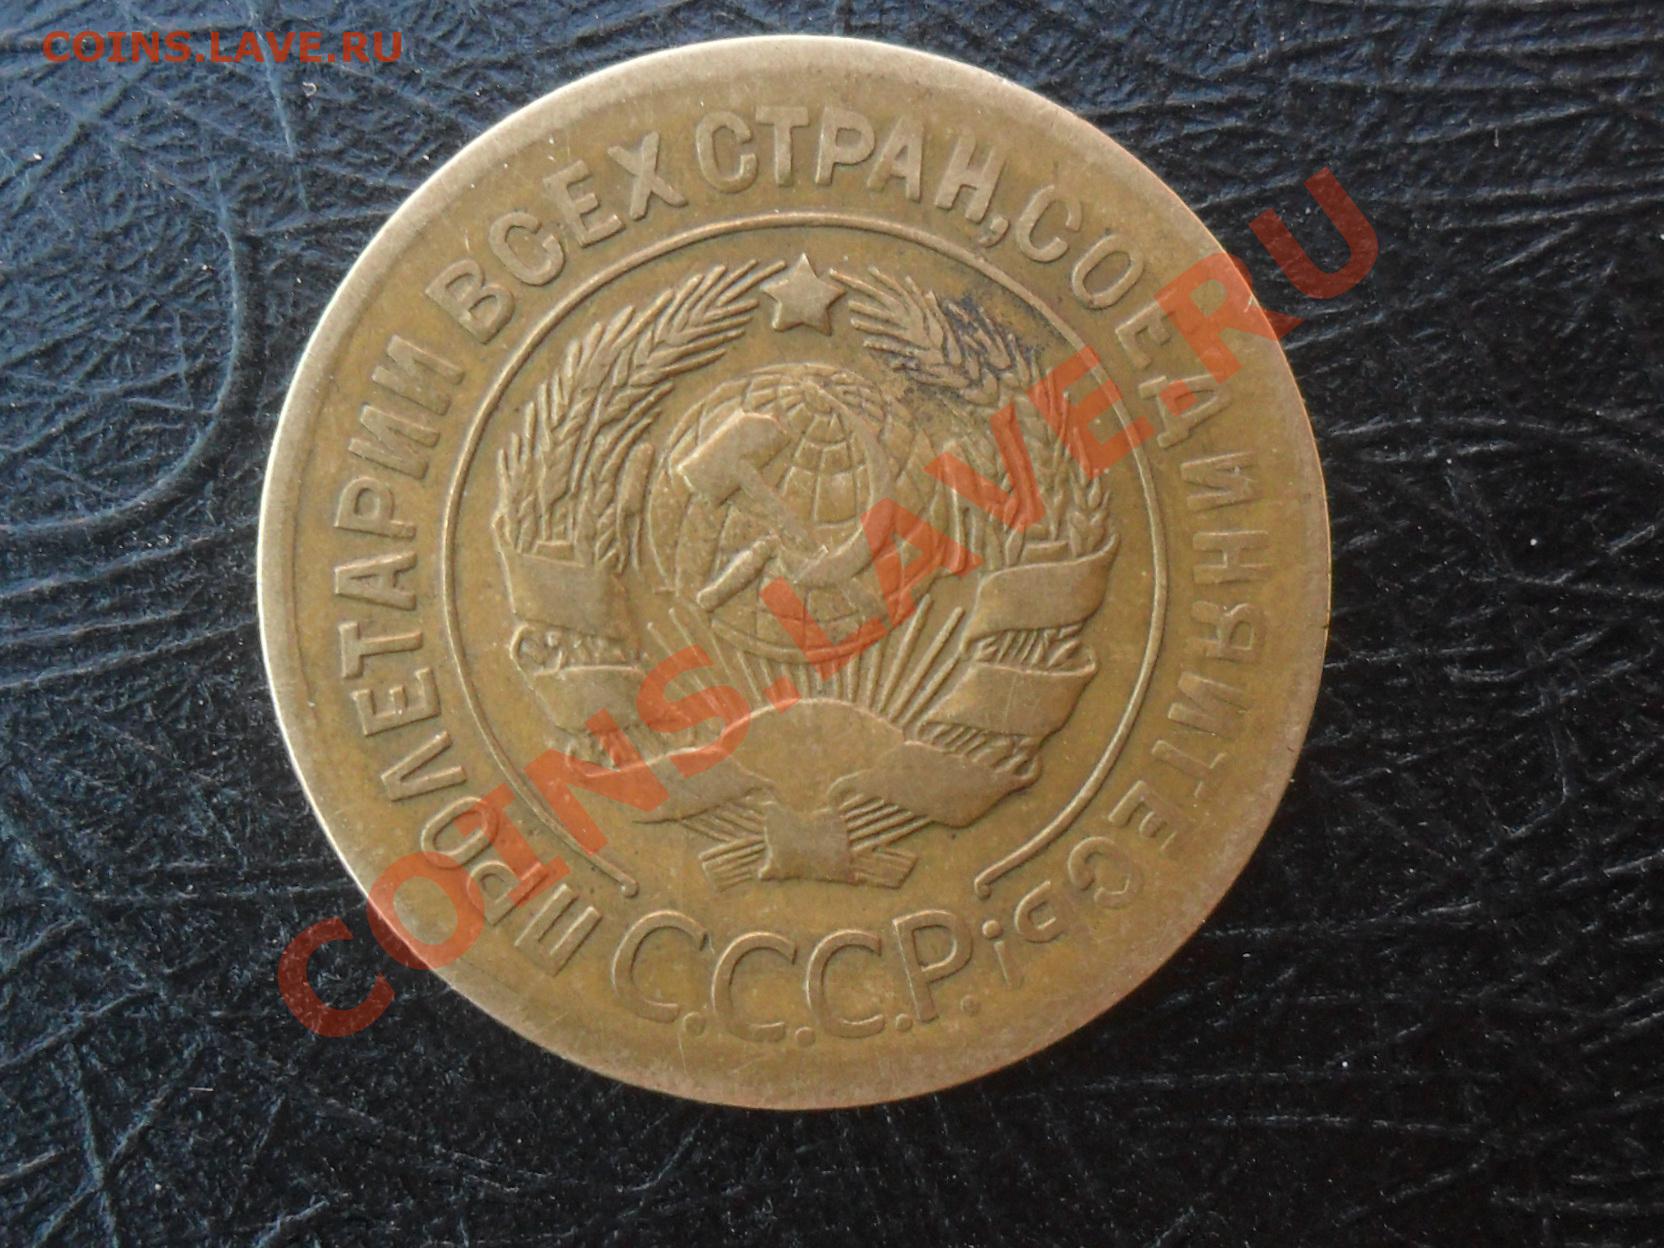 COINS.LAVE.RU
ПРОЛЕТАРИИ ВСЕХ СТРАН, СОЕДИНЯЙТЕСЬ!
С.С.С.Р.
COINS.LAVE.RU